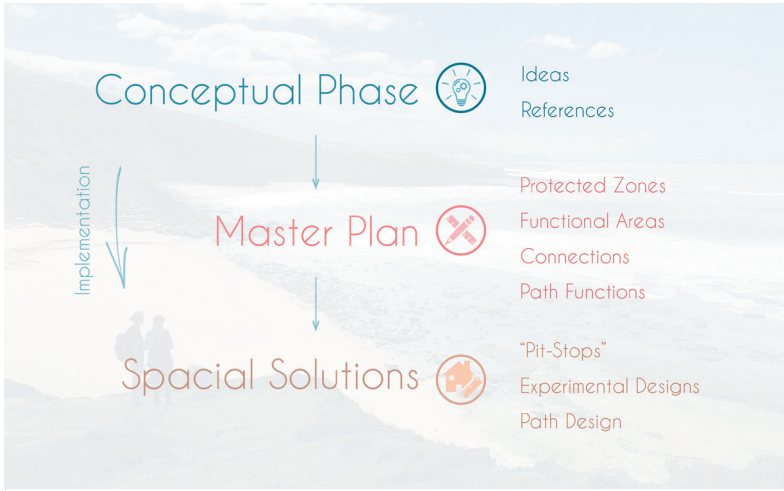 Conceptual Phase
Ideas
References
Implementation
Master Plan
Protected Zones
Functional Areas
Connections
Path Functions
Spacial Solutions
“Pit-Stops”
Experimental Designs
Path Design